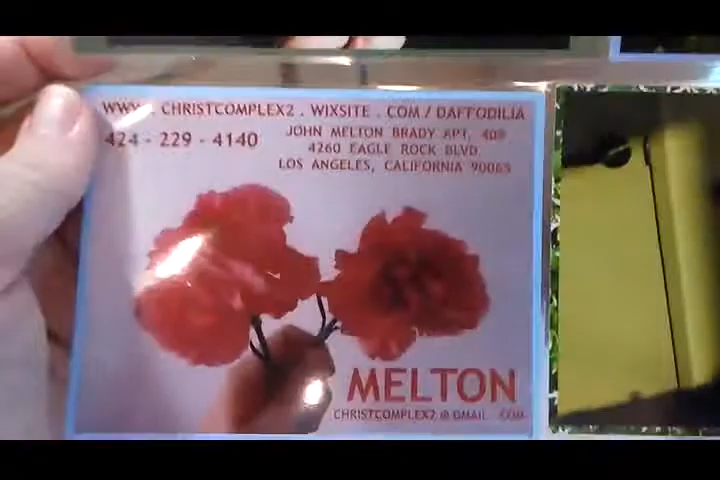 WWW. CHRISTCOMPLEX2 . WIXSITE . COM / DAFFODILIA
424 - 229 - 4140
JOHN MELTON BRADY APT. 409
4260 EAGLE ROCK BLVD.
LOS ANGELES, CALIFORNIA 90065
MELTON
CHRISTCOMPLEX2 @ GMAIL . COM